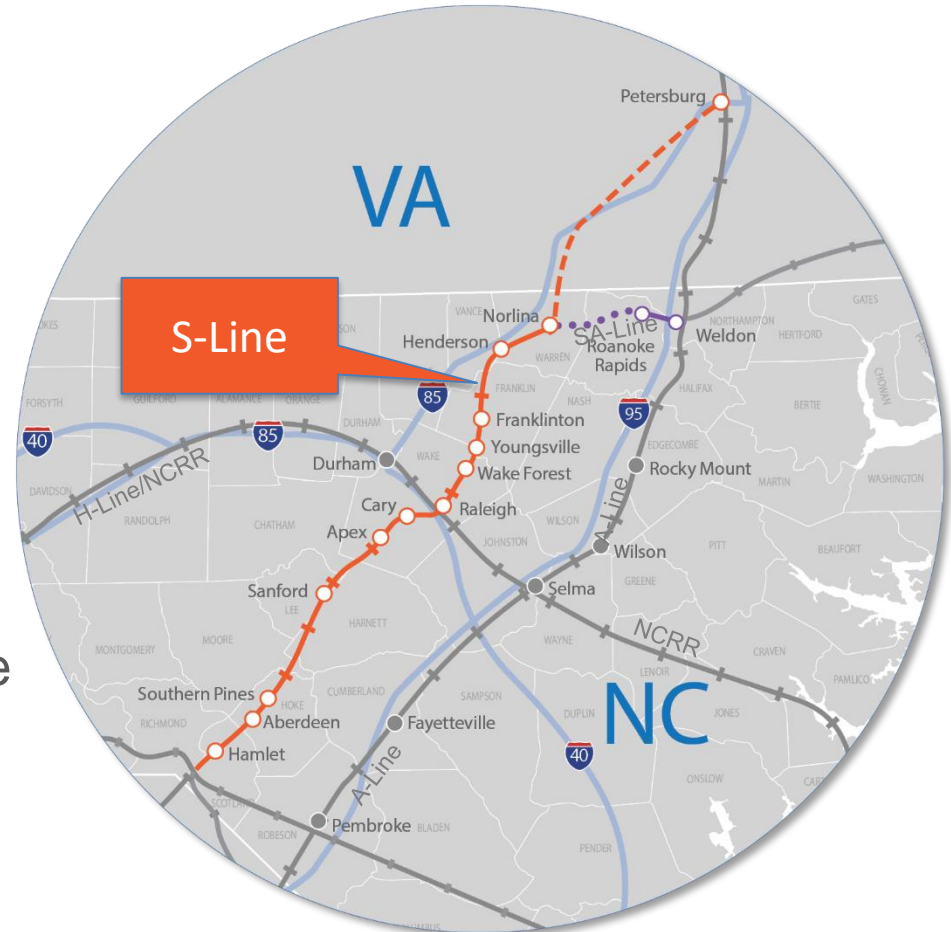 Petersburg
VA
S-Line
Norlina
SA-Line
Roanoke
Rapids
Weldon
Henderson
VANCE
WARREN
NORTHAMPTON
HERTFORD
GATES
CHOWAN
FRANKLIN
NASH
HALIFAX
BERTIE
85
95
40
85
FORSYTH
GUILFORD
ALAMANCE
ORANGE
DURHAM
WAKE
Franklinton
Youngsville
Wake Forest
EDGECOMBE
Durham
Rocky Mount
MARTIN
WASHINGTON
H-Line/NCRR
DAVIDSON
RANDOLPH
CHATHAM
Cary
Raleigh
Apex
JOHNSTON
WILSON
A-Line
Wilson
PITT
BEAUFORT
GREENE
Sanford
LEE
HARNETT
Selma
WAYNE
NCRR
LENOIR
CRAVEN
PAMLICO
MONTGOMERY
MOORE
e
Southern Pines
HOKE
CUMBERLAND
SAMPSON
DUPLIN
NC
JONES
RICHMOND
Aberdeen
Fayetteville
Hamlet
40
A-Line
ONSLOW
SCOTLAND
Pembroke
BLADEN
ROBESON
PENDER